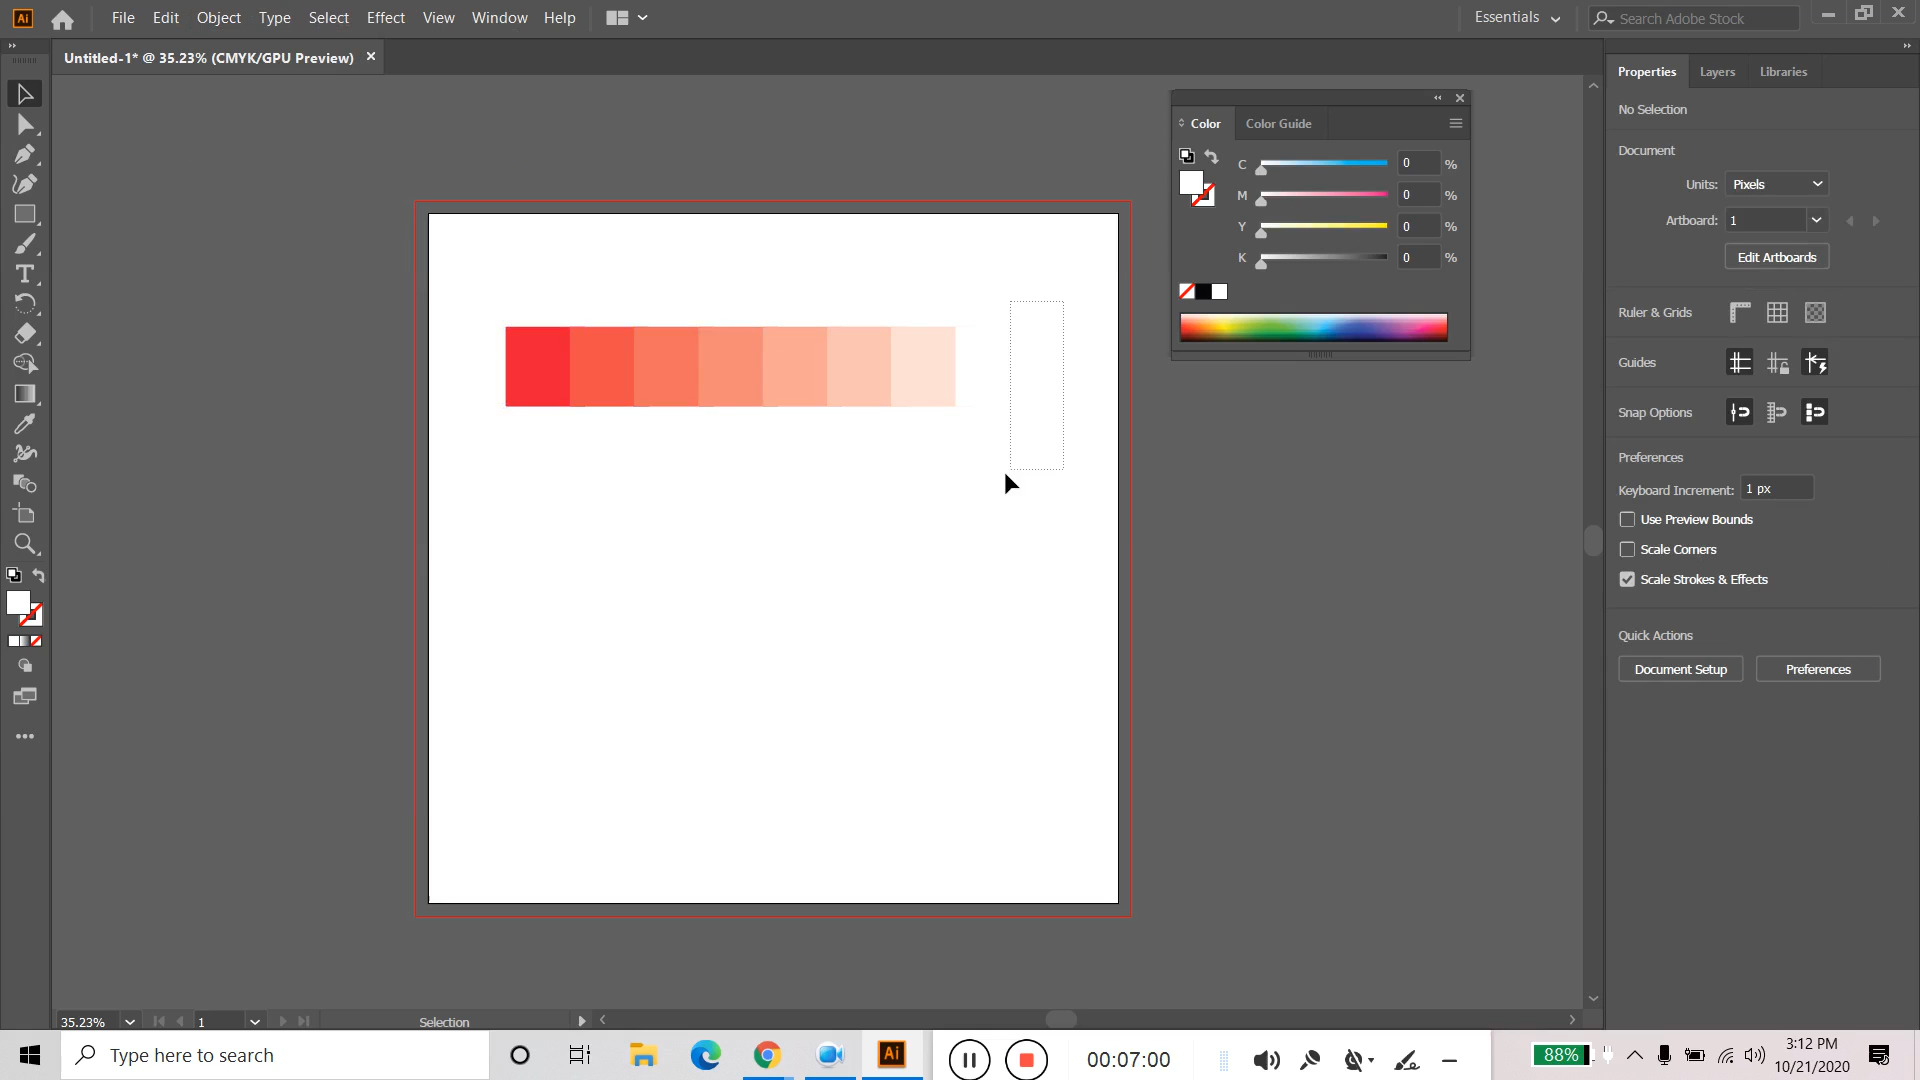 Ai File Edit Object Type Select Effect View Window Help Essentials Search Adobe Stock
Untitled-1* @ 35.23% (CMYK/GPU Preview)
Properties Layers Libraries
No Selection
Document
Units: Pixels
Artboard: 1
Edit Artboards
Ruler & Grids
Guides
Snap Options
Preferences
Keyboard Increment: 1 px
Use Preview Bounds
Scale Corners
Scale Strokes & Effects
Quick Actions
Document Setup Preferences
Color Color Guide
C 0 %
M 0 %
Y 0 %
K 0 %
35.23% 1 Selection
Type here to search
Ai
00:07:00
88%
3:12 PM
10/21/2020